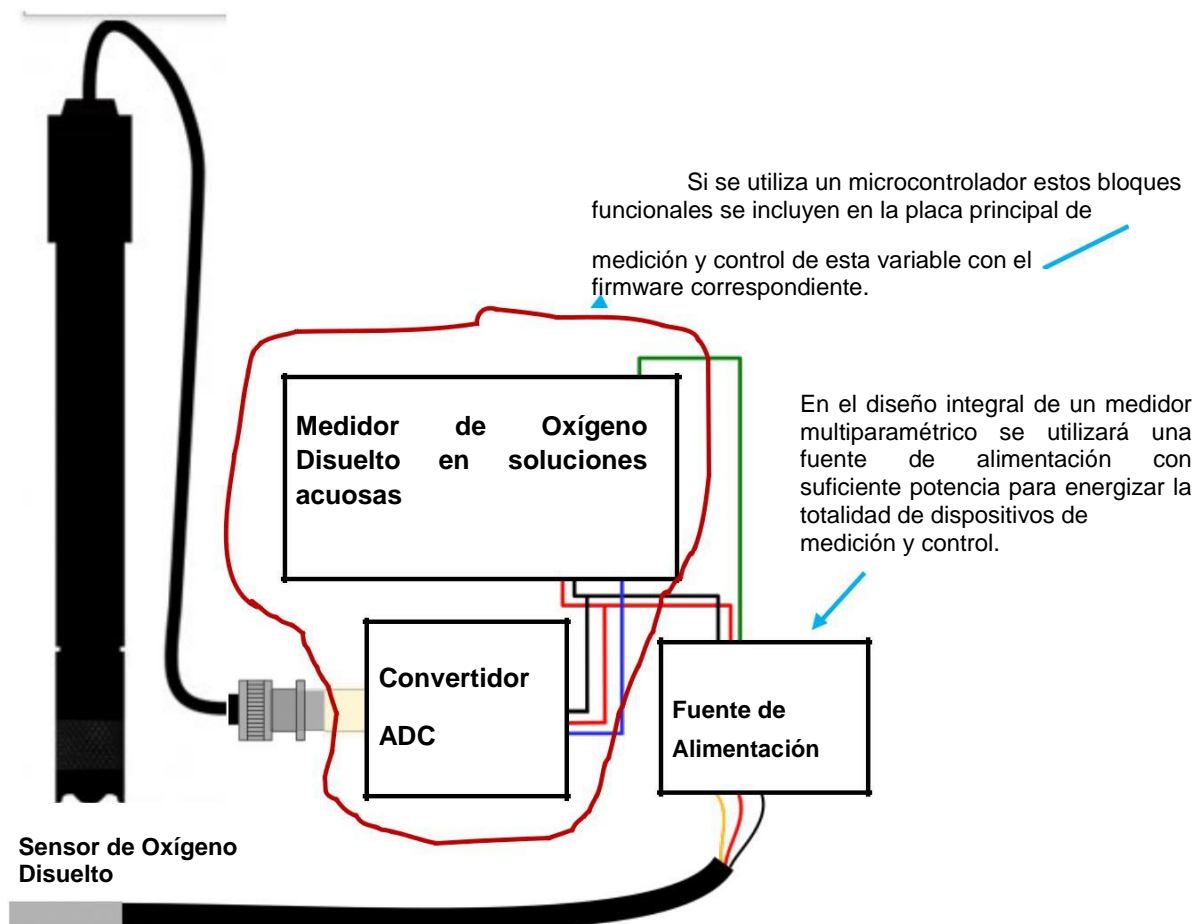 Si se utiliza un microcontrolador estos bloques
funcionales se incluyen en la placa principal de
medición y control de esta variable con el
firmware correspondiente.
Medidor de Oxígeno
Disuelto en soluciones
acuosas
En el diseño integral de un medidor
multiparamétrico se utilizará una
fuente de alimentación con
suficiente potencia para energizar la
totalidad de dispositivos de
medición y control.
Convertidor
ADC
Fuente de
Alimentación
Sensor de Oxígeno
Disuelto